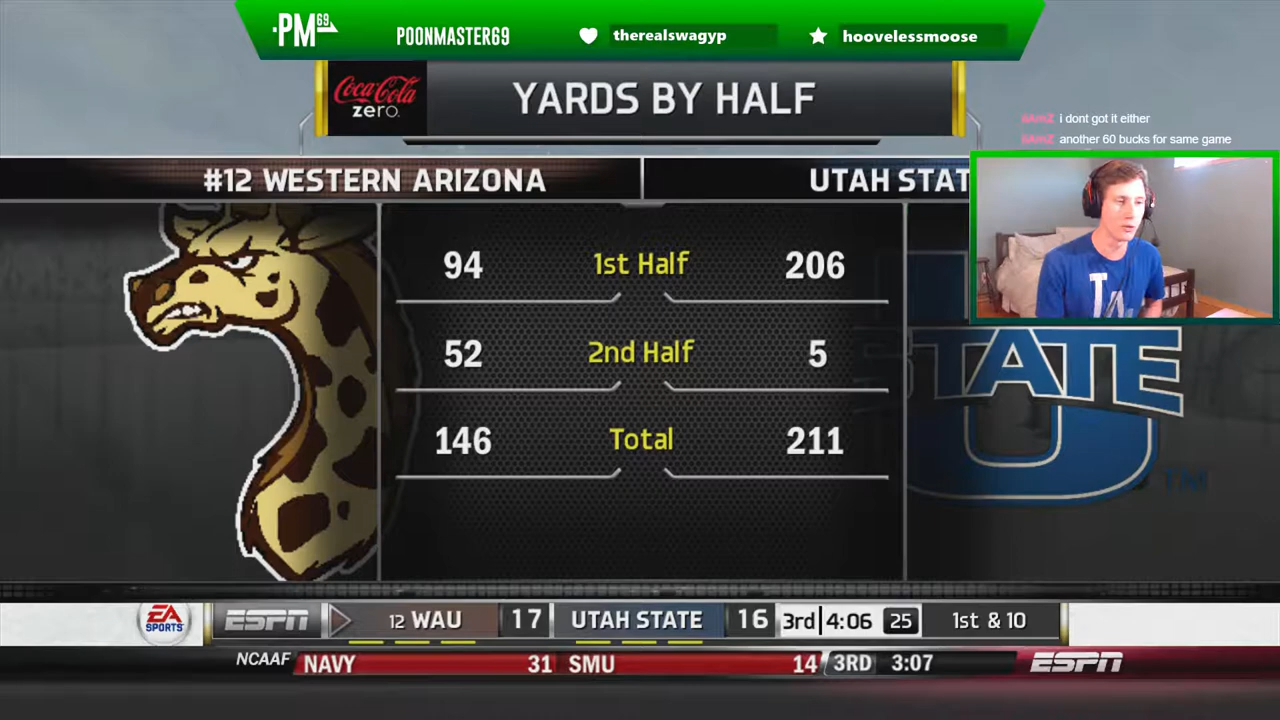 PM69
POONMASTER69
therealswagyp
hoovelessmoose
Coca-Cola
zero.
YARDS BY HALF
i dont got it either
another 60 bucks for same game
#12 WESTERN ARIZONA
UTAH STAT
94 1st Half 206
52 2nd Half 5
146 Total 211
STATE
U
TM
LA
EA
SPORTS
ESPN 12 WAU 17 UTAH STATE 16 3rd 4:06 25 1st & 10
NCAAF NAVY 31 SMU 14 3RD 3:07 ESPN